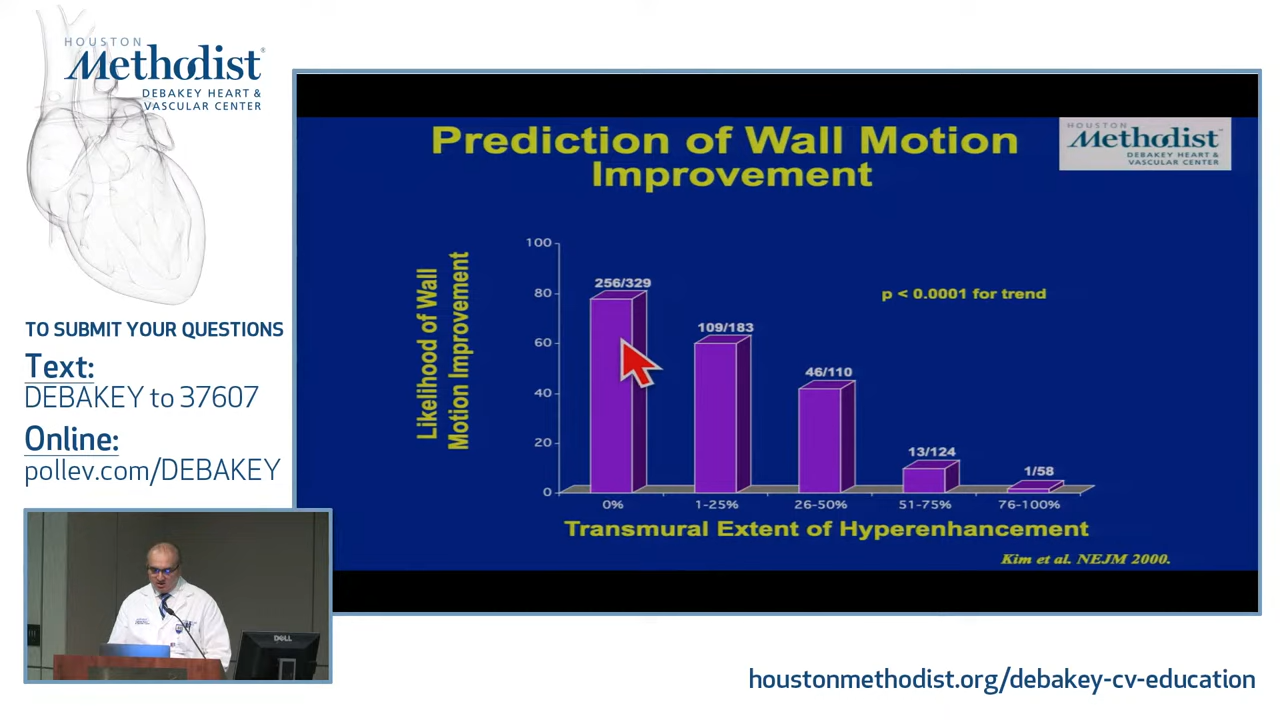 HOUSTON
Methodist
DEBAKEY HEART &
VASCULAR CENTER
TO SUBMIT YOUR QUESTIONS
Text:
DEBAKEY to 37607
Online:
pollev.com/DEBAKEY
Prediction of Wall Motion
Improvement
HOUSTON
Methodist
DEBAKEY HEART &
VASCULAR CENTER
Likelihood of Wall
Motion Improvement
100
80
60
40
20
0
256/329
109/183
46/110
13/124
1/58
p < 0.0001 for trend
0%
1-25%
26-50%
51-75%
76-100%
Transmural Extent of Hyperenhancement
Kim et al. NEJM 2000.
DELL
houstonmethodist.org/debakey-cv-education